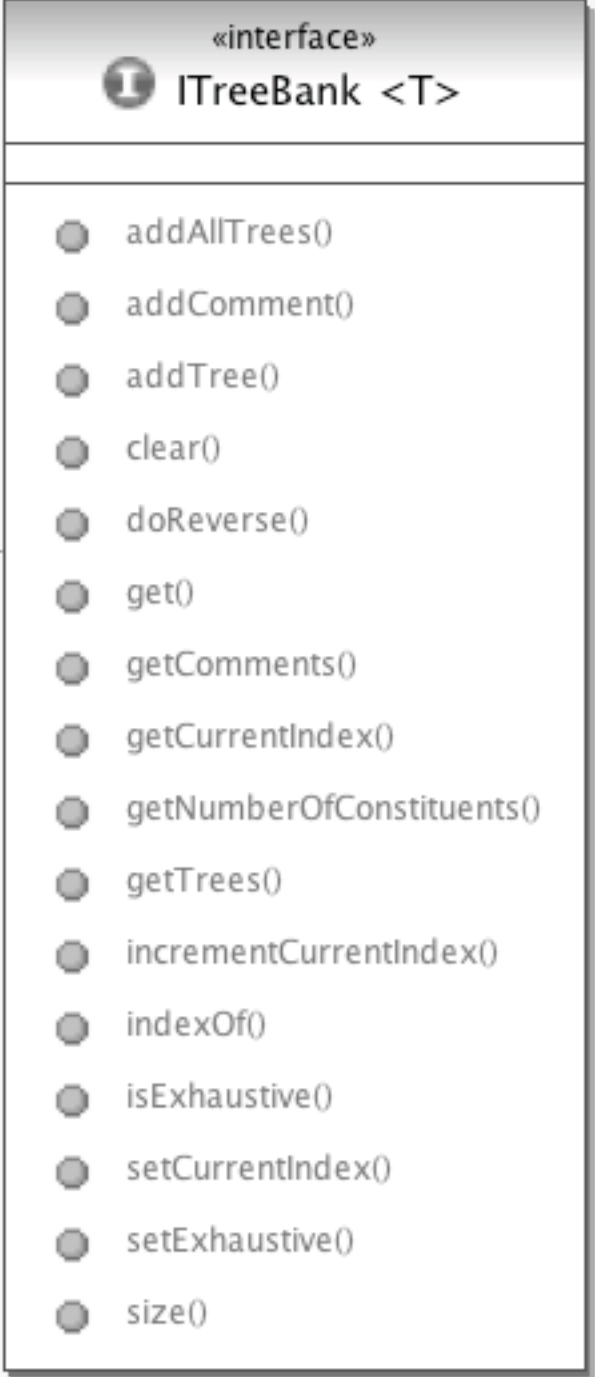 «interface»
I ITreeBank <T>
addAllTrees()
addComment()
addTree()
clear()
doReverse()
get()
getComments()
getCurrentIndex()
getNumberOfConstituents()
getTrees()
incrementCurrentIndex()
indexOf()
isExhaustive()
setCurrentIndex()
setExhaustive()
size()